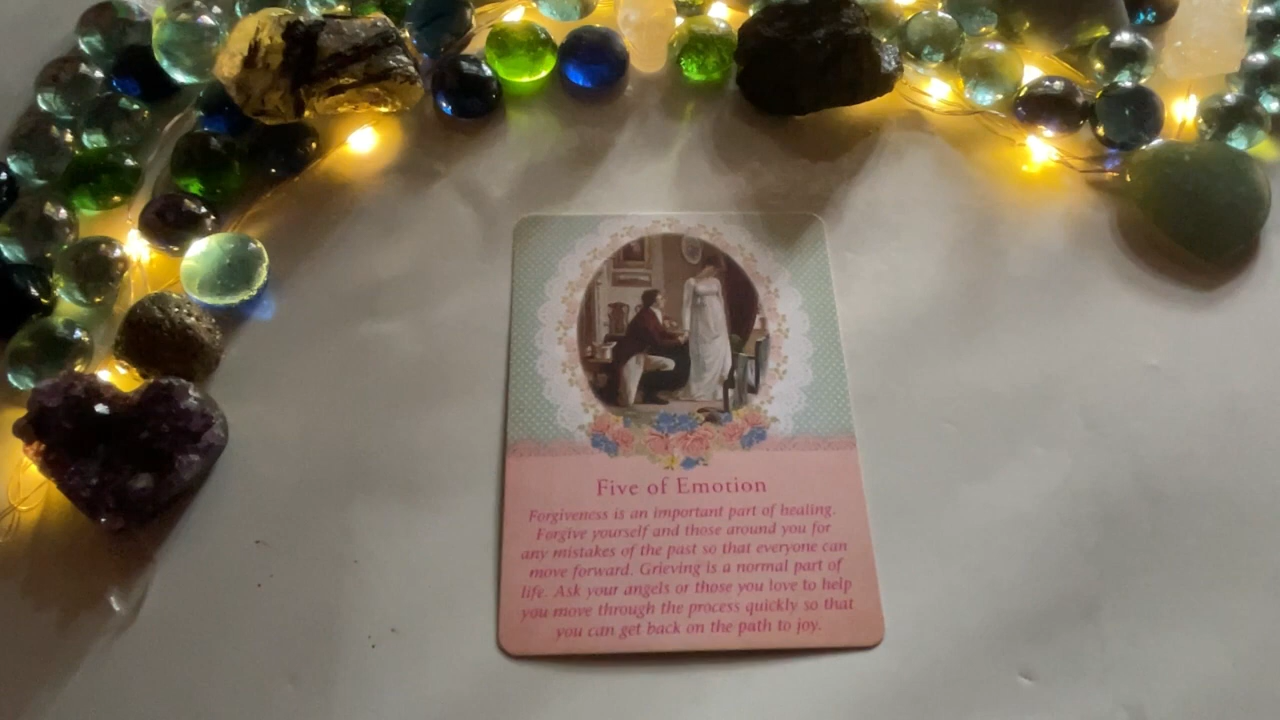 Five of Emotion
Forgiveness is an important part of healing.
Forgive yourself and those around you for
any mistakes of the past so that everyone can
move forward. Grieving is a normal part of
life. Ask your angels or those you love to help
you move through the process quickly so that
you can get back on the path to joy.